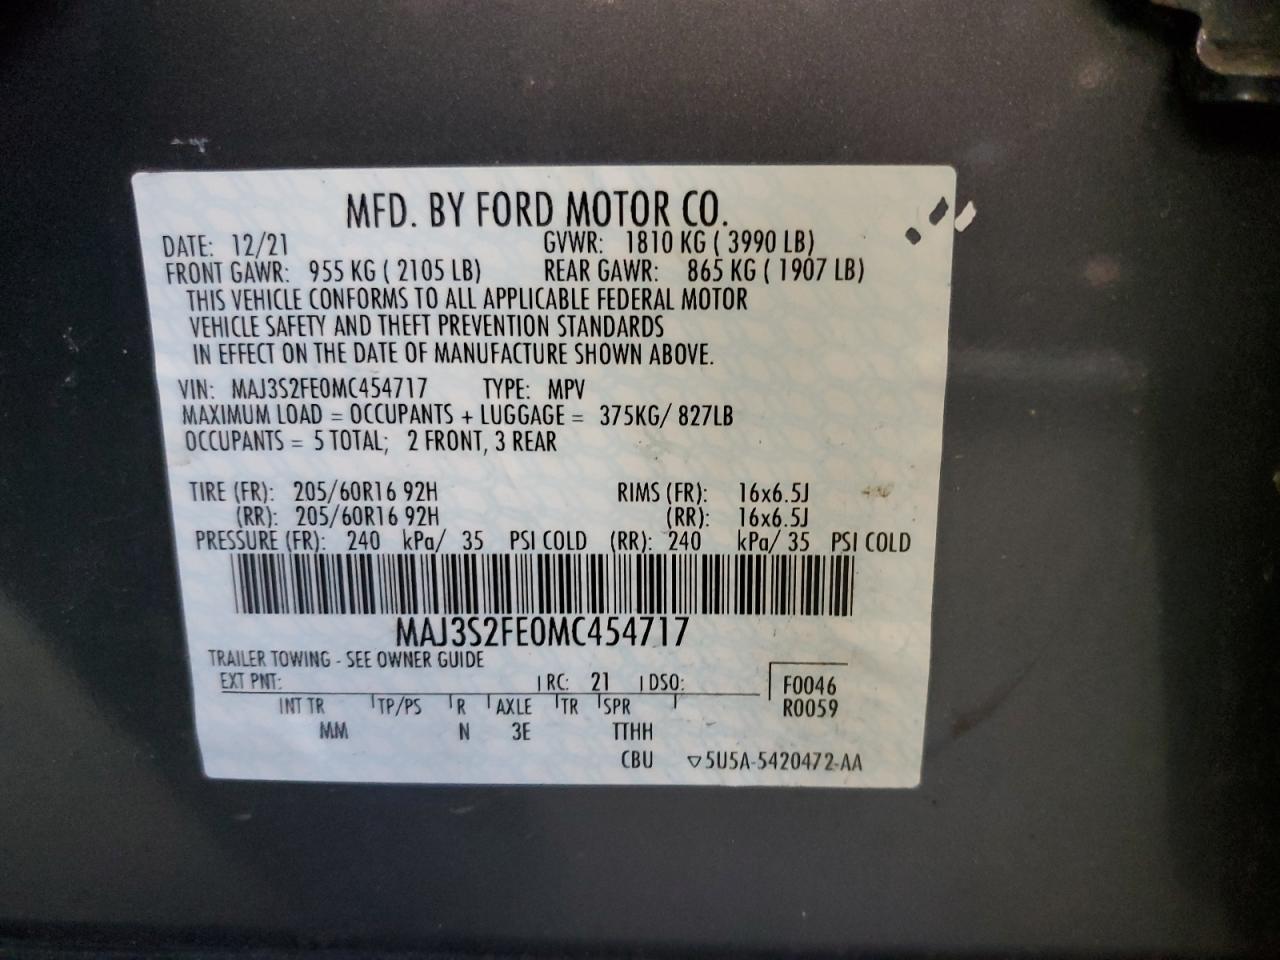 MFD. BY FORD MOTOR CO.
DATE: 12/21 GVWR: 1810 KG ( 3990 LB)
FRONT GAWR: 955 KG ( 2105 LB) REAR GAWR: 865 KG ( 1907 LB)
THIS VEHICLE CONFORMS TO ALL APPLICABLE FEDERAL MOTOR
VEHICLE SAFETY AND THEFT PREVENTION STANDARDS
IN EFFECT ON THE DATE OF MANUFACTURE SHOWN ABOVE.
VIN: MAJ3S2FE0MC454717 TYPE: MPV
MAXIMUM LOAD = OCCUPANTS + LUGGAGE = 375KG/ 827LB
OCCUPANTS = 5 TOTAL; 2 FRONT, 3 REAR
TIRE (FR): 205/60R16 92H RIMS (FR): 16x6.5J
(RR): 205/60R16 92H (RR): 16x6.5J
PRESSURE (FR): 240 kPa/ 35 PSI COLD (RR): 240 kPa/ 35 PSI COLD
MAJ3S2FE0MC454717
TRAILER TOWING - SEE OWNER GUIDE
EXT PNT: RC: 21 DSO: F0046
INT TR TP/PS R AXLE TR SPR R0059
MM N 3E TTHH
CBU ▽5U5A-5420472-AA